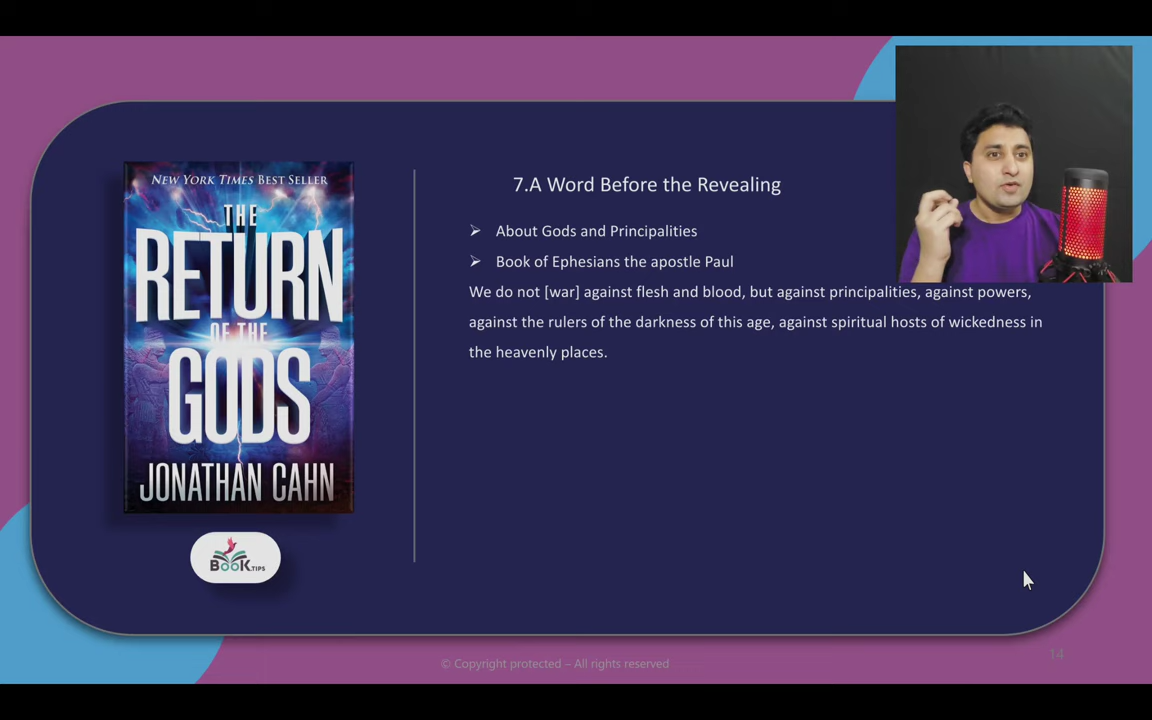 NEW YORK TIMES BEST SELLER
THE
RETURN
OF THE
GODS
JONATHAN CAHN
BOOK.TIPS
7.A Word Before the Revealing
➢ About Gods and Principalities
➢ Book of Ephesians the apostle Paul
We do not [war] against flesh and blood, but against principalities, against powers,
against the rulers of the darkness of this age, against spiritual hosts of wickedness in
the heavenly places.
© Copyright protected – All rights reserved
14